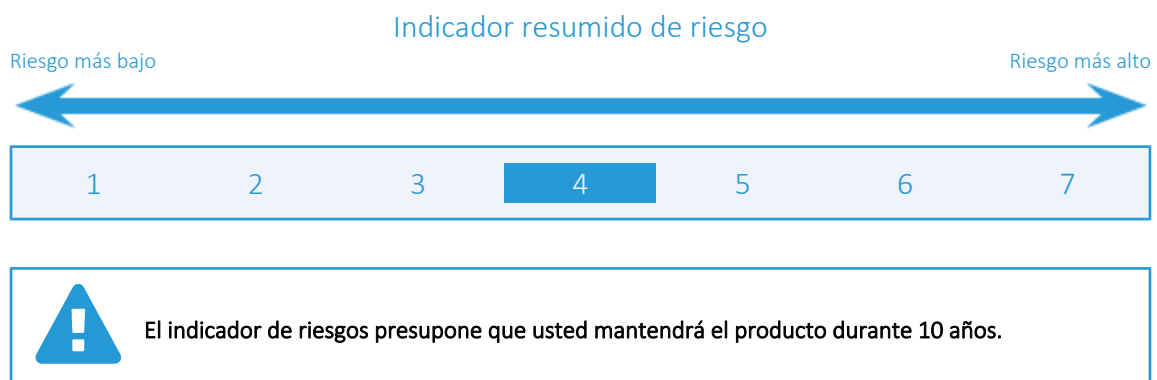 Indicador resumido de riesgo
Riesgo más bajo Riesgo más alto
1 2 3 4 5 6 7
El indicador de riesgos presupone que usted mantendrá el producto durante 10 años.